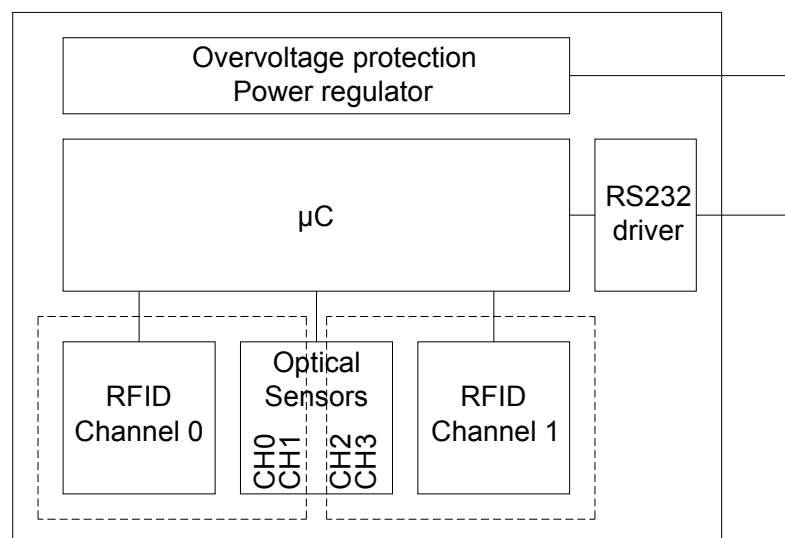 Overvoltage protection
Power regulator
µC
RS232
driver
RFID
Channel 0
Optical
Sensors
CH0
CH1
CH2
CH3
RFID
Channel 1